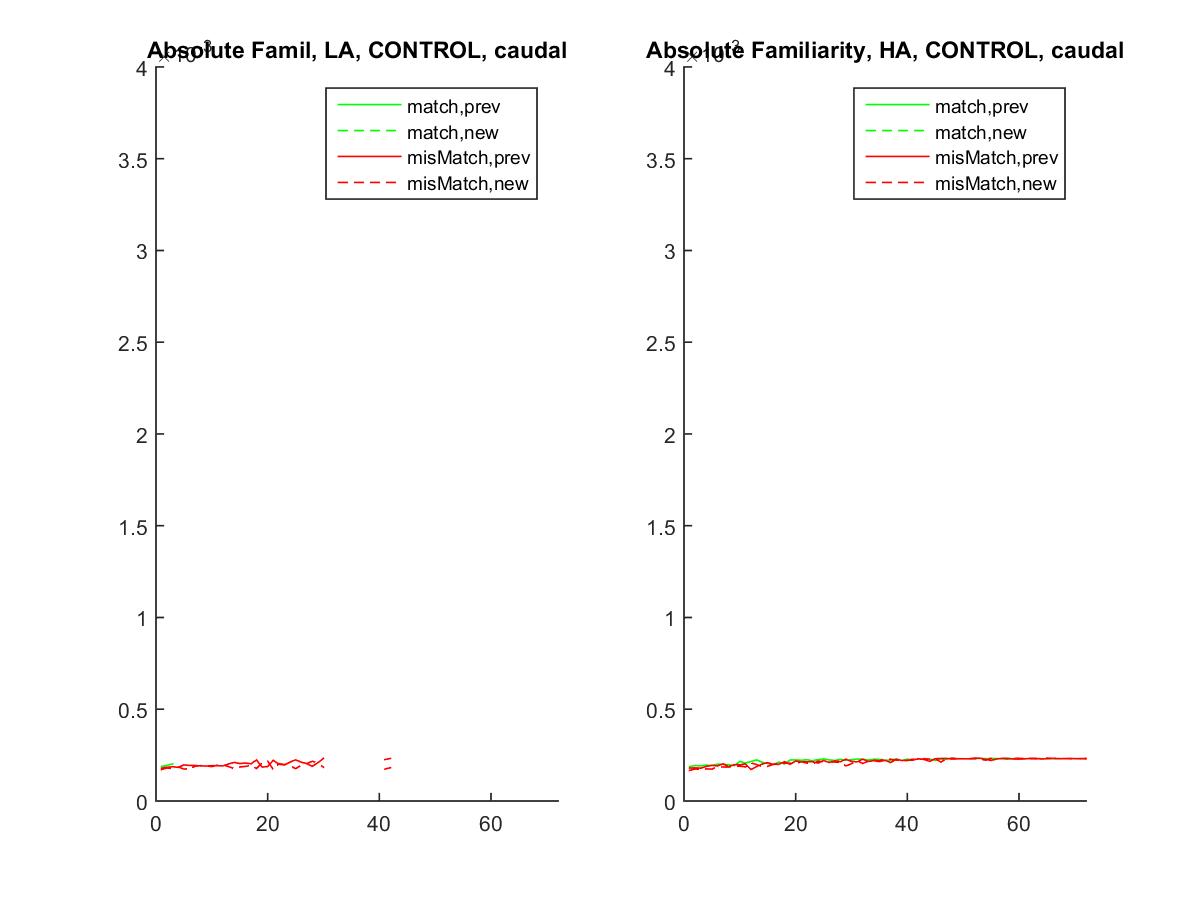 Absolute Famil, LA, CONTROL, caudal
4
match,prev
match,new
misMatch,prev
misMatch,new
3.5
3
2.5
2
1.5
1
0.5
0
0 20 40 60
Absolute Familiarity, HA, CONTROL, caudal
4
match,prev
match,new
misMatch,prev
misMatch,new
3.5
3
2.5
2
1.5
1
0.5
0
0 20 40 60